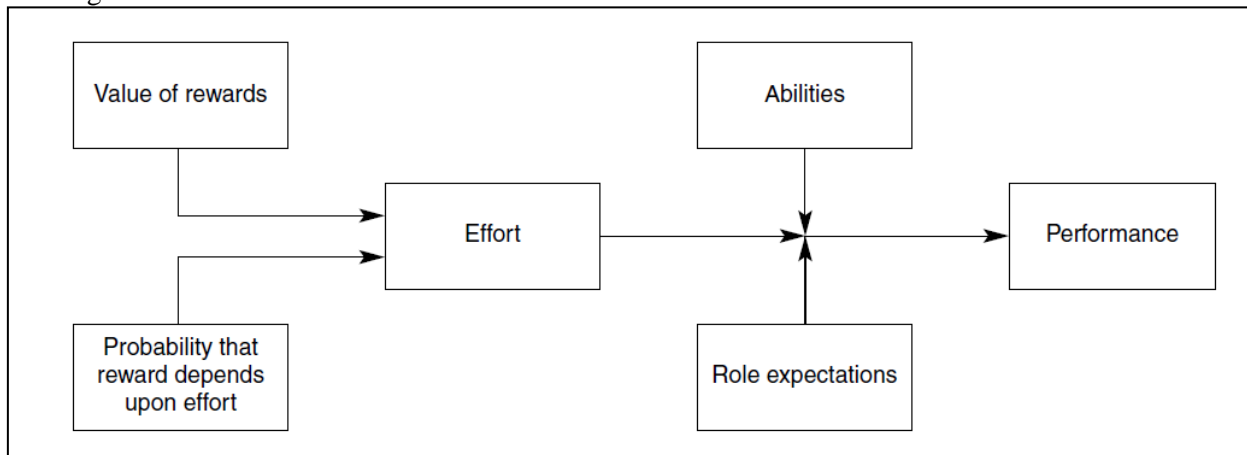 Value of rewards
Abilities
Effort
Performance
Probability that
reward depends
upon effort
Role expectations